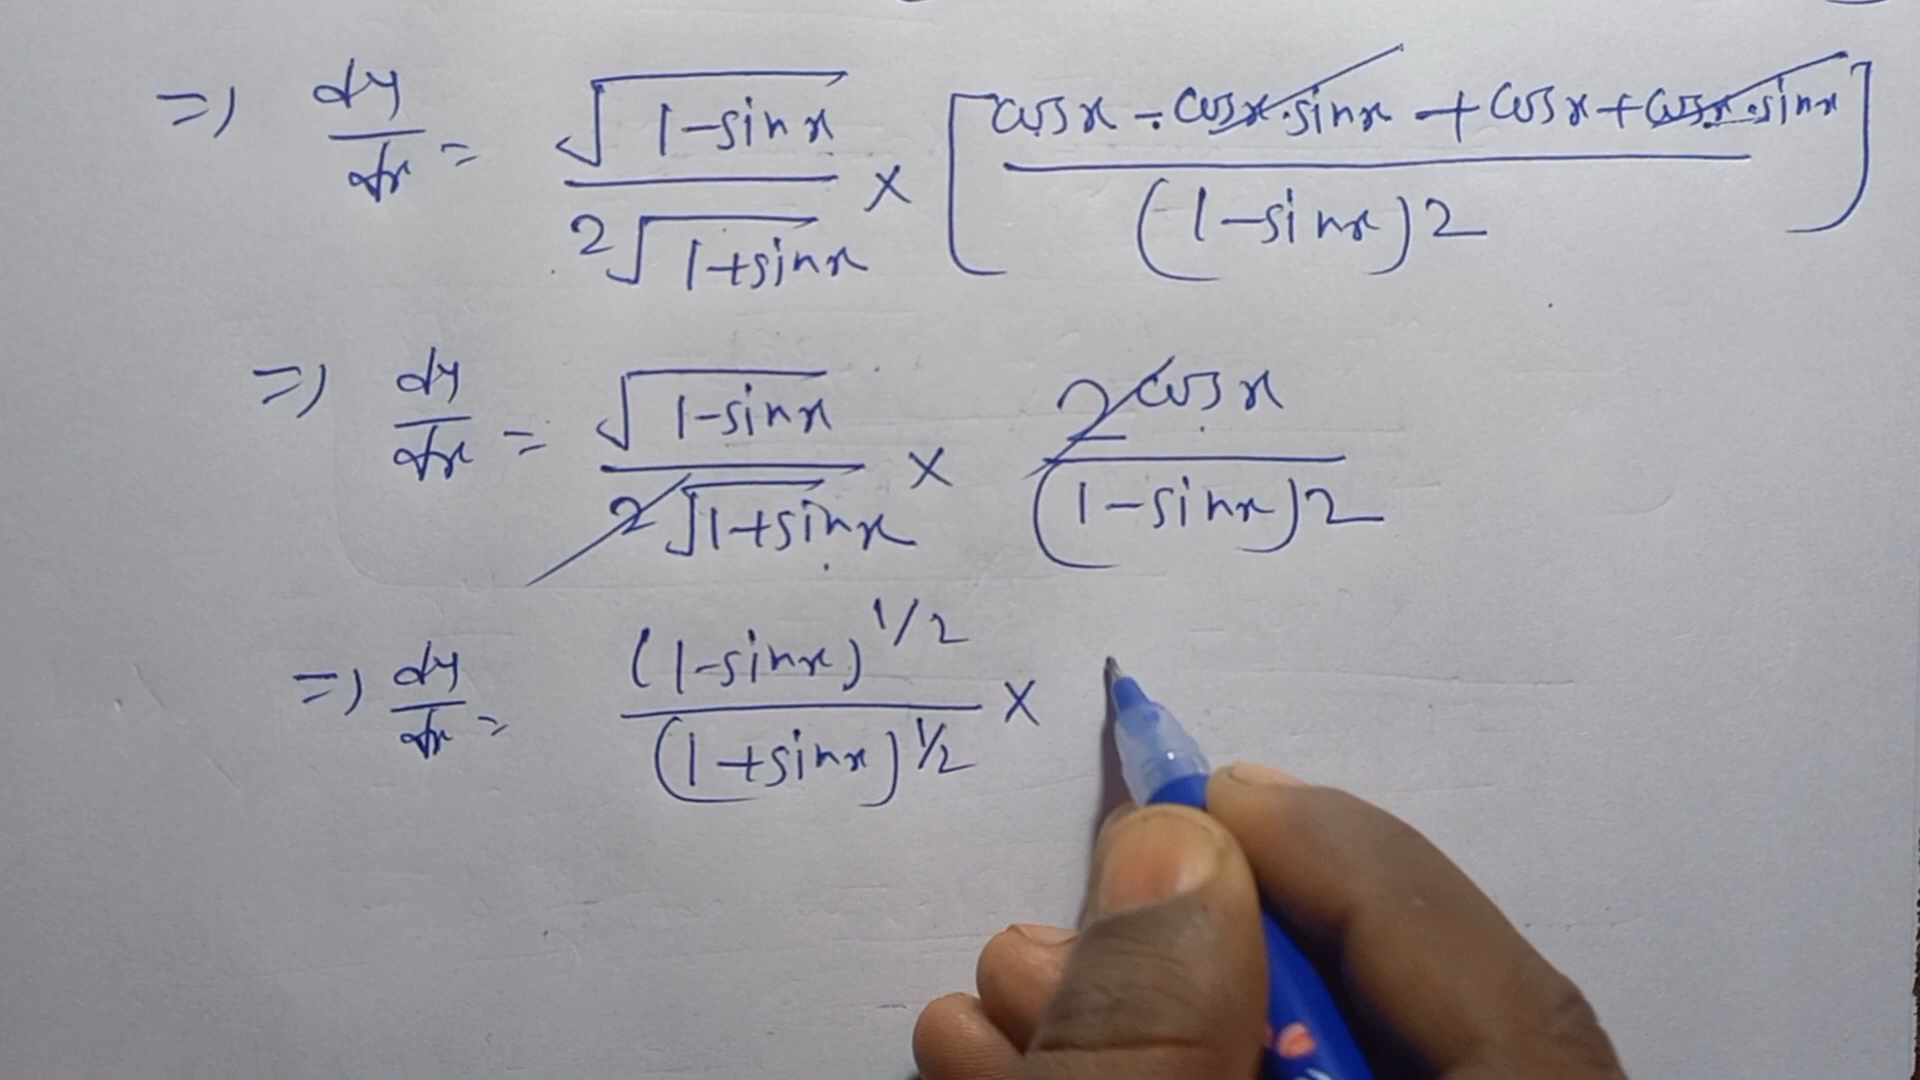 =) dy/dx = √(1-sinx) / 2√(1+sinx) × [cosx - cosx.sinx + cosx + cosx.sinx / (1-sinx)2]
=) dy/dx = √(1-sinx) / 2√(1+sinx) × 2cosx / (1-sinx)2
=) dy/dx = (1-sinx)^1/2 / (1+sinx)^1/2 ×